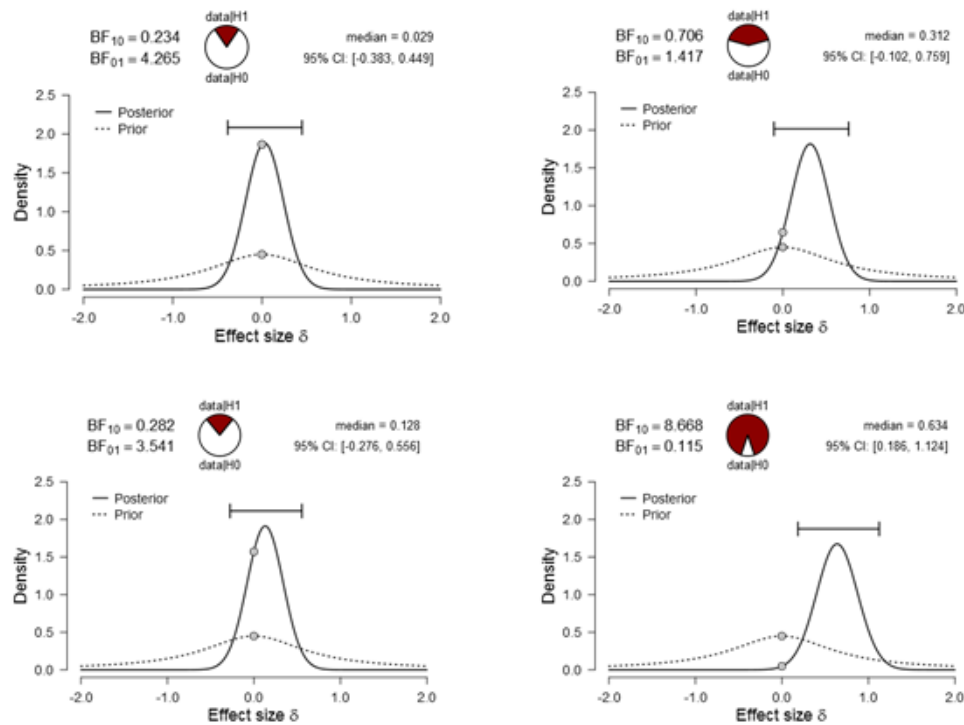 data|H1
BF10 = 0.234
BF01 = 4.265
median = 0.029
95% CI: [-0.383, 0.449]
data|H0
2.5
2.0
1.5
1.0
0.5
0.0
Density
Posterior
Prior
-2.0 -1.0 0.0 1.0 2.0
Effect size δ
data|H1
BF10 = 0.706
BF01 = 1.417
median = 0.312
95% CI: [-0.102, 0.759]
data|H0
2.5
2.0
1.5
1.0
0.5
0.0
Density
Posterior
Prior
-2.0 -1.0 0.0 1.0 2.0
Effect size δ
data|H1
BF10 = 0.282
BF01 = 3.541
median = 0.128
95% CI: [-0.276, 0.556]
data|H0
2.5
2.0
1.5
1.0
0.5
0.0
Density
Posterior
Prior
-2.0 -1.0 0.0 1.0 2.0
Effect size δ
data|H1
BF10 = 8.668
BF01 = 0.115
median = 0.634
95% CI: [0.186, 1.124]
data|H0
2.5
2.0
1.5
1.0
0.5
0.0
Density
Posterior
Prior
-2.0 -1.0 0.0 1.0 2.0
Effect size δ